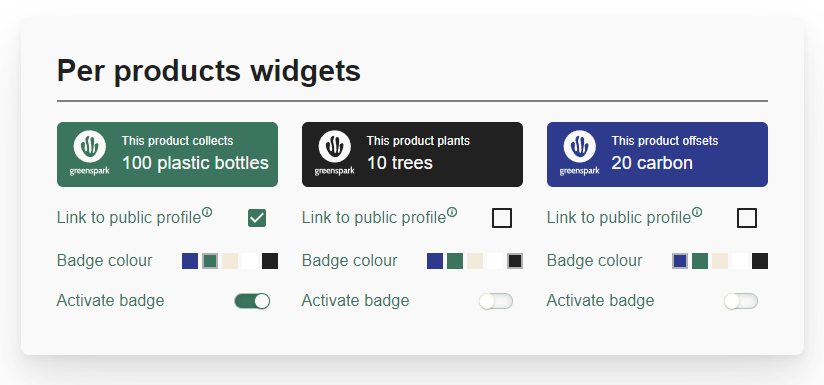 Per products widgets
greenspark
This product collects
100 plastic bottles
greenspark
This product plants
10 trees
greenspark
This product offsets
20 carbon
Link to public profile
Link to public profile
Link to public profile
Badge colour
Badge colour
Badge colour
Activate badge
Activate badge
Activate badge